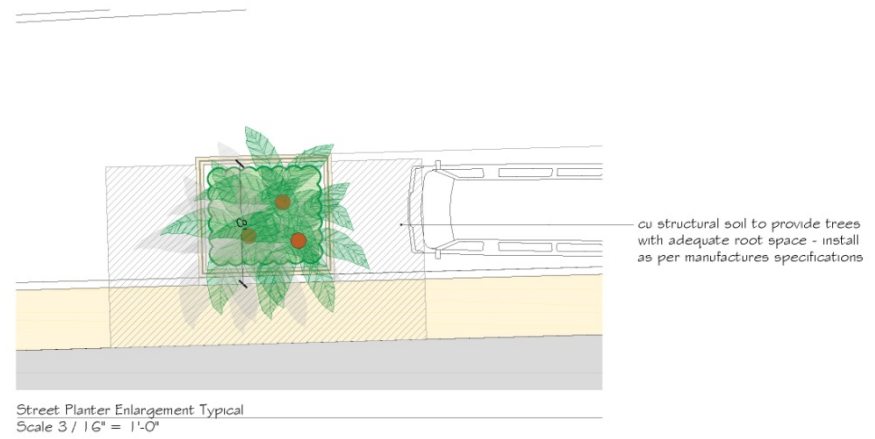 cu structural soil to provide trees
with adequate root space - install
as per manufactures specifications
Street Planter Enlargement Typical
Scale 3 / 16" = 1'-0"